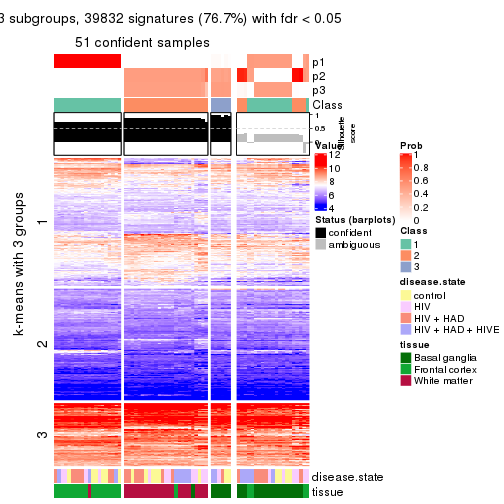 3 subgroups, 39832 signatures (76.7%) with fdr < 0.05
51 confident samples
p1
p2
p3
Class
1
0.5
0
Silhouette
score
k-means with 3 groups
1
2
3
disease.state
tissue
Value
12
10
8
6
4
Status (barplots)
confident
ambiguous
Prob
1
0.8
0.6
0.4
0.2
0
Class
1
2
3
disease.state
control
HIV
HIV + HAD
HIV + HAD + HIVE
tissue
Basal ganglia
Frontal cortex
White matter